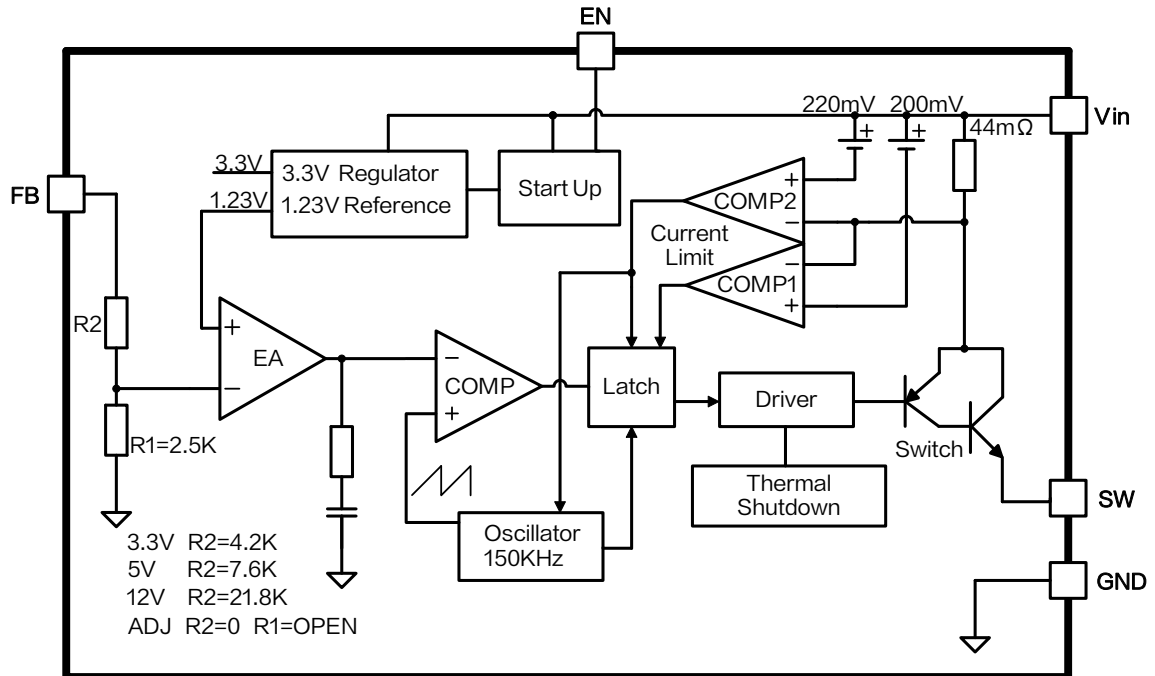 EN
220mV 200mV
Vin
44mΩ
3.3V
3.3V Regulator
Start Up
FB
1.23V
1.23V Reference
+
+
+
COMP2
−
Current
Limit
−
COMP1
+
R2
+
EA
−
−
COMP
+
Latch
Driver
R1=2.5K
Switch
Thermal
Shutdown
SW
Oscillator
150KHz
3.3V R2=4.2K
5V R2=7.6K
12V R2=21.8K
ADJ R2=0 R1=OPEN
GND